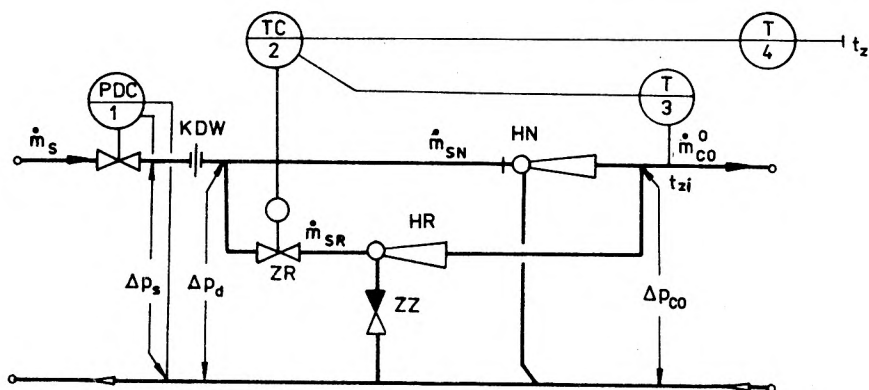 TC
2
T
4
t_z
PDC
1
T
3
KDW
ṁ_S
ṁ_SN
HN
ṁ_CO^O
t_zi
ṁ_SR
HR
ZR
Δp_s
Δp_d
ZZ
Δp_CO